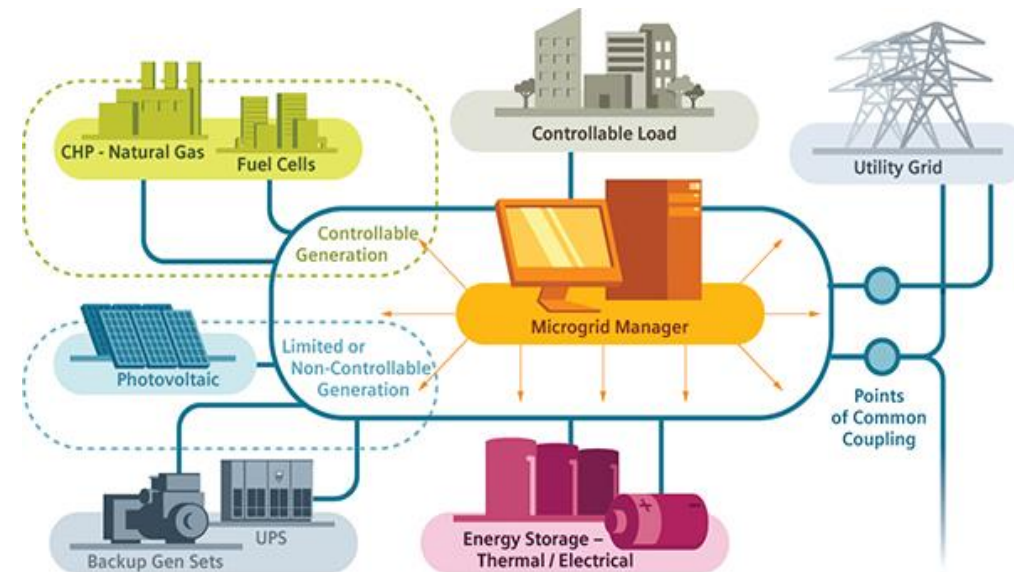 CHP - Natural Gas
Fuel Cells
Controllable Load
Utility Grid
Controllable
Generation
Microgrid Manager
Photovoltaic
Limited or
Non-Controllable
Generation
Points
of Common
Coupling
Backup Gen Sets
UPS
Energy Storage –
Thermal / Electrical